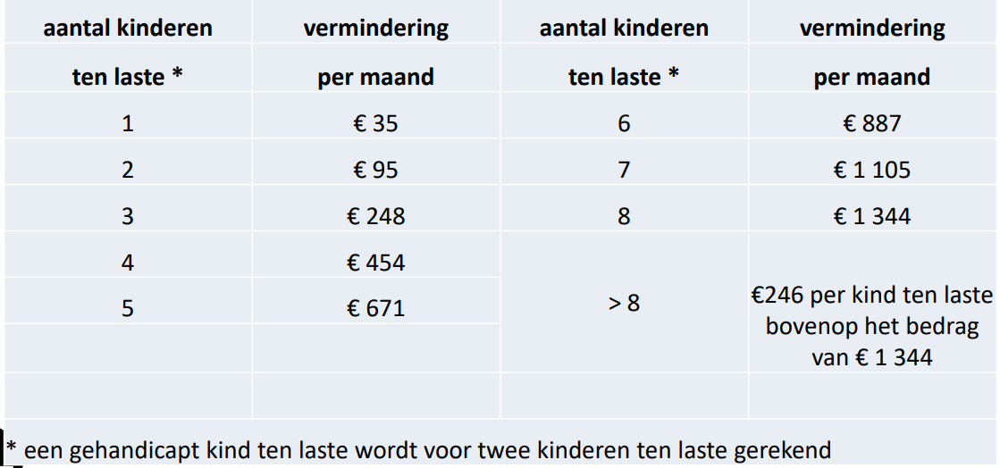 aantal kinderen vermindering aantal kinderen vermindering
ten laste * per maand ten laste * per maand
1 € 35 6 € 887
2 € 95 7 € 1 105
3 € 248 8 € 1 344
4 € 454
5 € 671
> 8
€246 per kind ten laste
bovenop het bedrag
van € 1 344
* een gehandicapt kind ten laste wordt voor twee kinderen ten laste gerekend